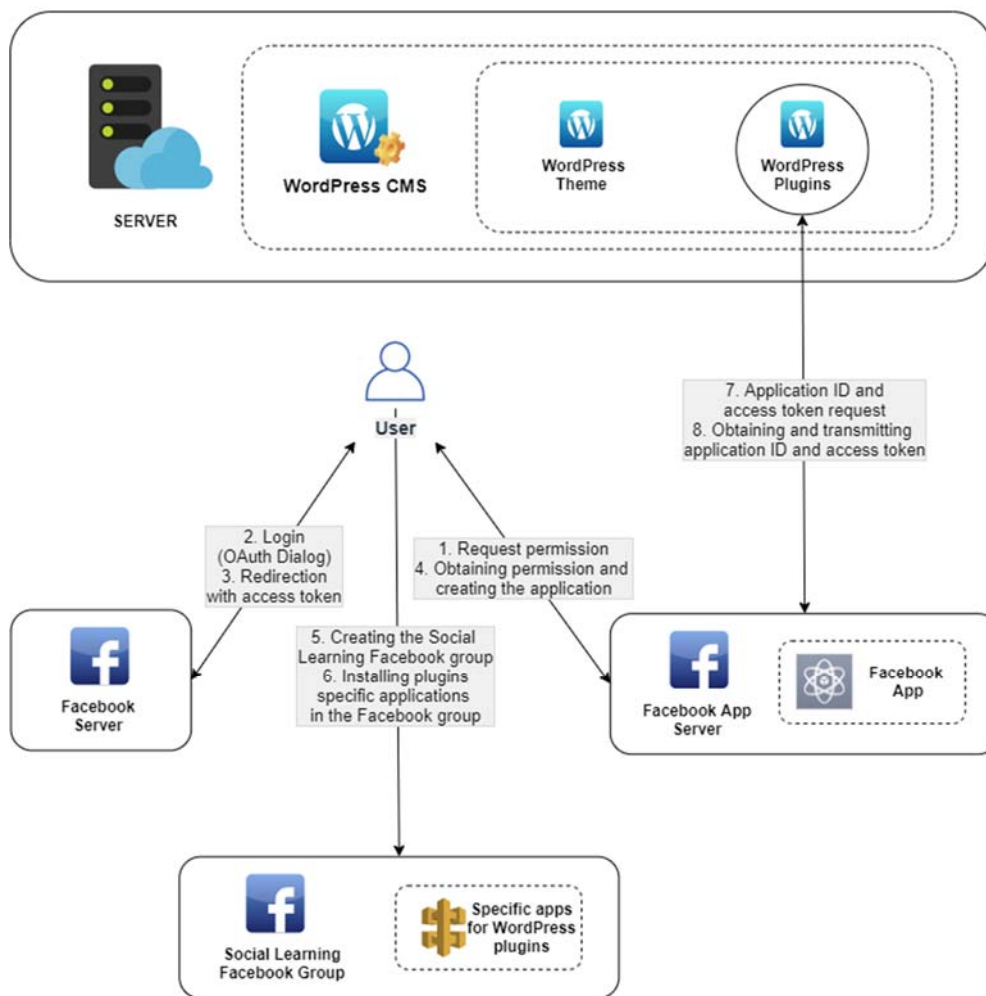 SERVER
WordPress CMS
WordPress
Theme
WordPress
Plugins
User
7. Application ID and
access token request
8. Obtaining and transmitting
application ID and access token
2. Login
(OAuth Dialog)
3. Redirection
with access token
1. Request permission
4. Obtaining permission and
creating the application
5. Creating the Social
Learning Facebook group
6. Installing plugins
specific applications
in the Facebook group
Facebook
Server
Facebook App
Server
Facebook
App
Social Learning
Facebook Group
Specific apps
for WordPress
plugins